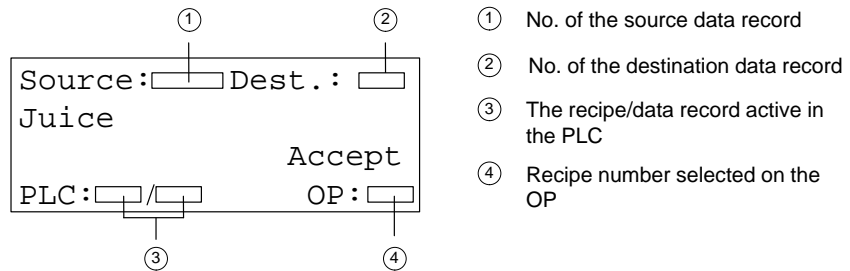 ① ②
Source: Dest.:
Juice
Accept
PLC: / OP:
③ ④
① No. of the source data record
② No. of the destination data record
③ The recipe/data record active in
the PLC
④ Recipe number selected on the
OP